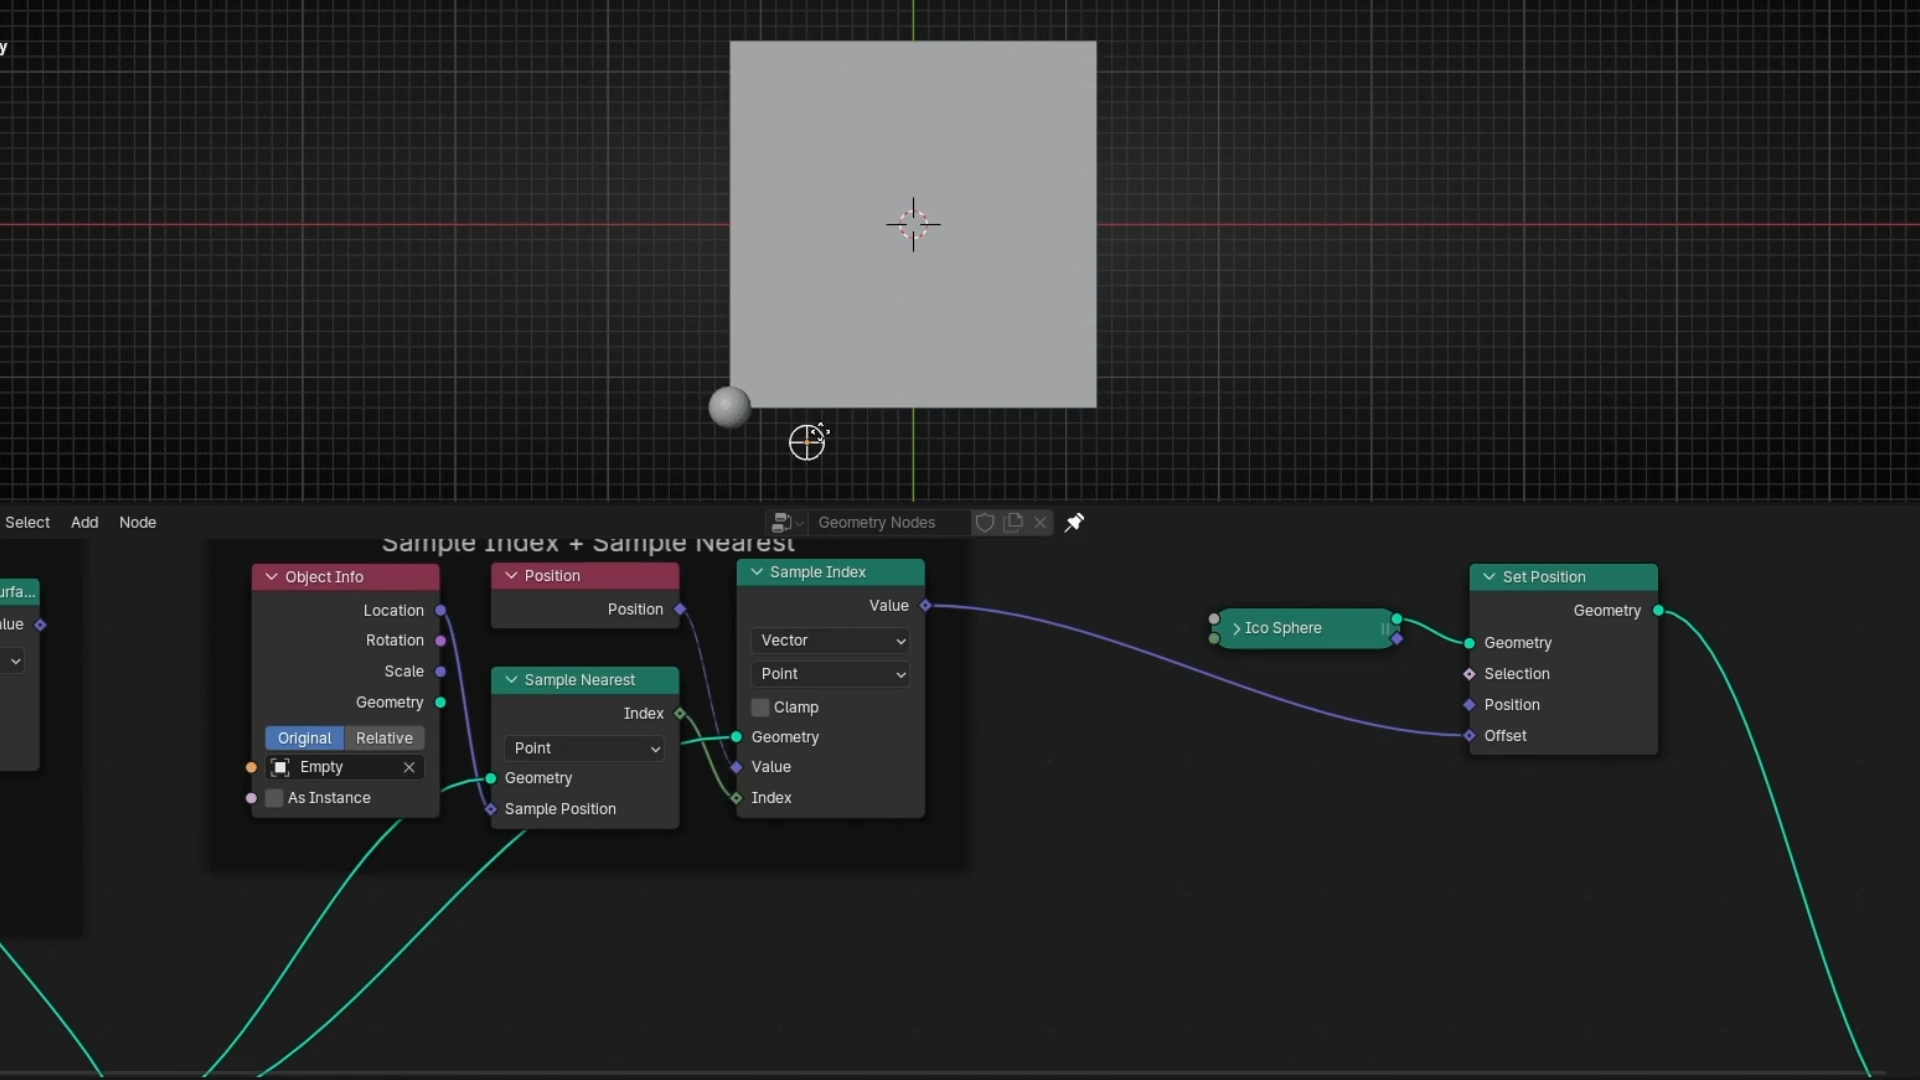 y
Select Add Node
Geometry Nodes
Sample Index + Sample Nearest
Object Info
Location
Rotation
Scale
Geometry
Original Relative
Empty
As Instance
Position
Position
Sample Nearest
Index
Point
Geometry
Sample Position
Sample Index
Value
Vector
Point
Clamp
Geometry
Value
Index
Ico Sphere
Set Position
Geometry
Geometry
Selection
Position
Offset
urfa...
lue